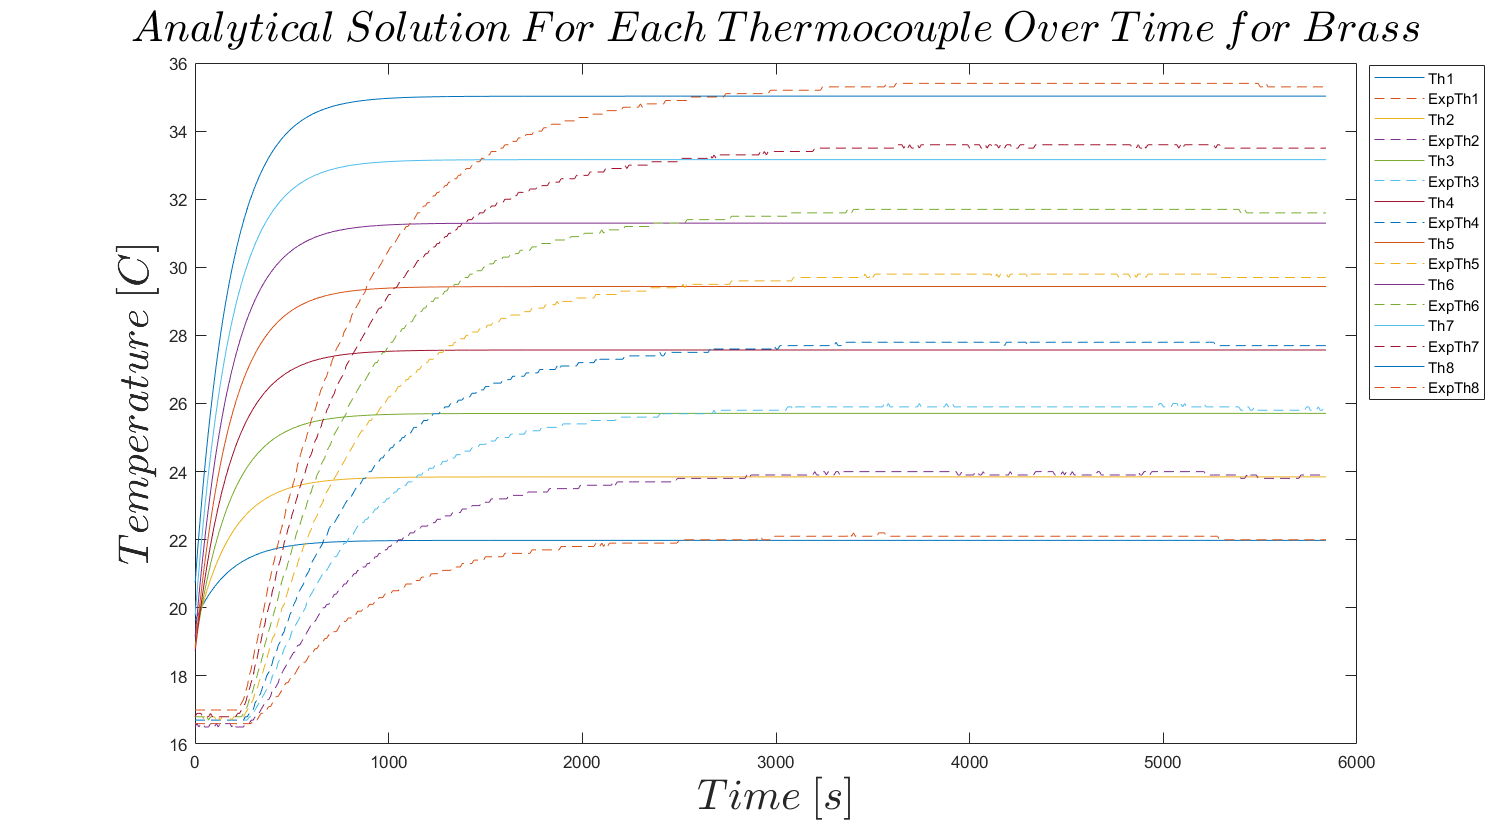 Analytical Solution For Each Thermocouple Over Time for Brass
36
34
32
30
28
26
24
22
20
18
16
Temperature [C]
0 1000 2000 3000 4000 5000 6000
Time [s]
Th1
ExpTh1
Th2
ExpTh2
Th3
ExpTh3
Th4
ExpTh4
Th5
ExpTh5
Th6
ExpTh6
Th7
ExpTh7
Th8
ExpTh8